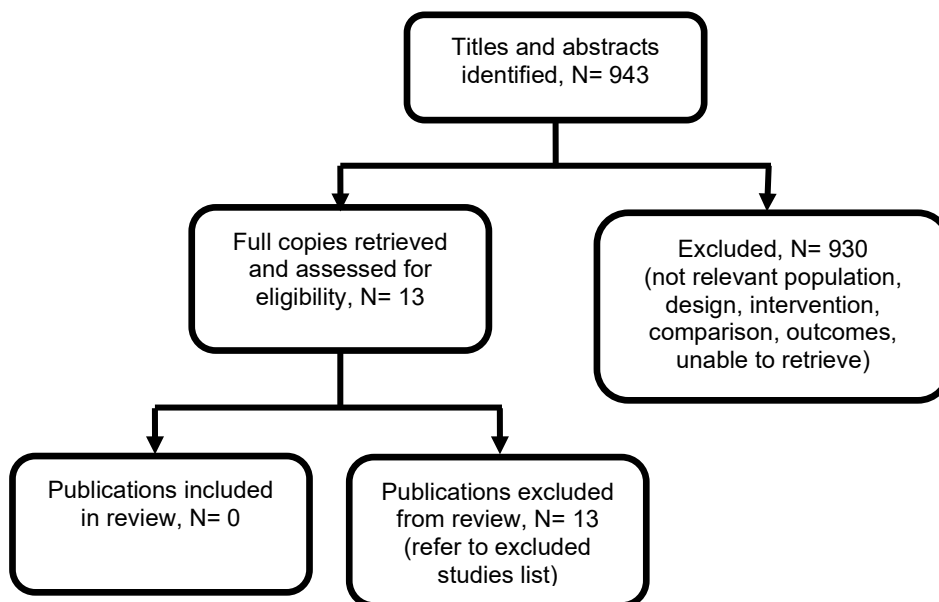 Titles and abstracts
identified, N= 943
Full copies retrieved
and assessed for
eligibility, N= 13
Excluded, N= 930
(not relevant population,
design, intervention,
comparison, outcomes,
unable to retrieve)
Publications included
in review, N= 0
Publications excluded
from review, N= 13
(refer to excluded
studies list)